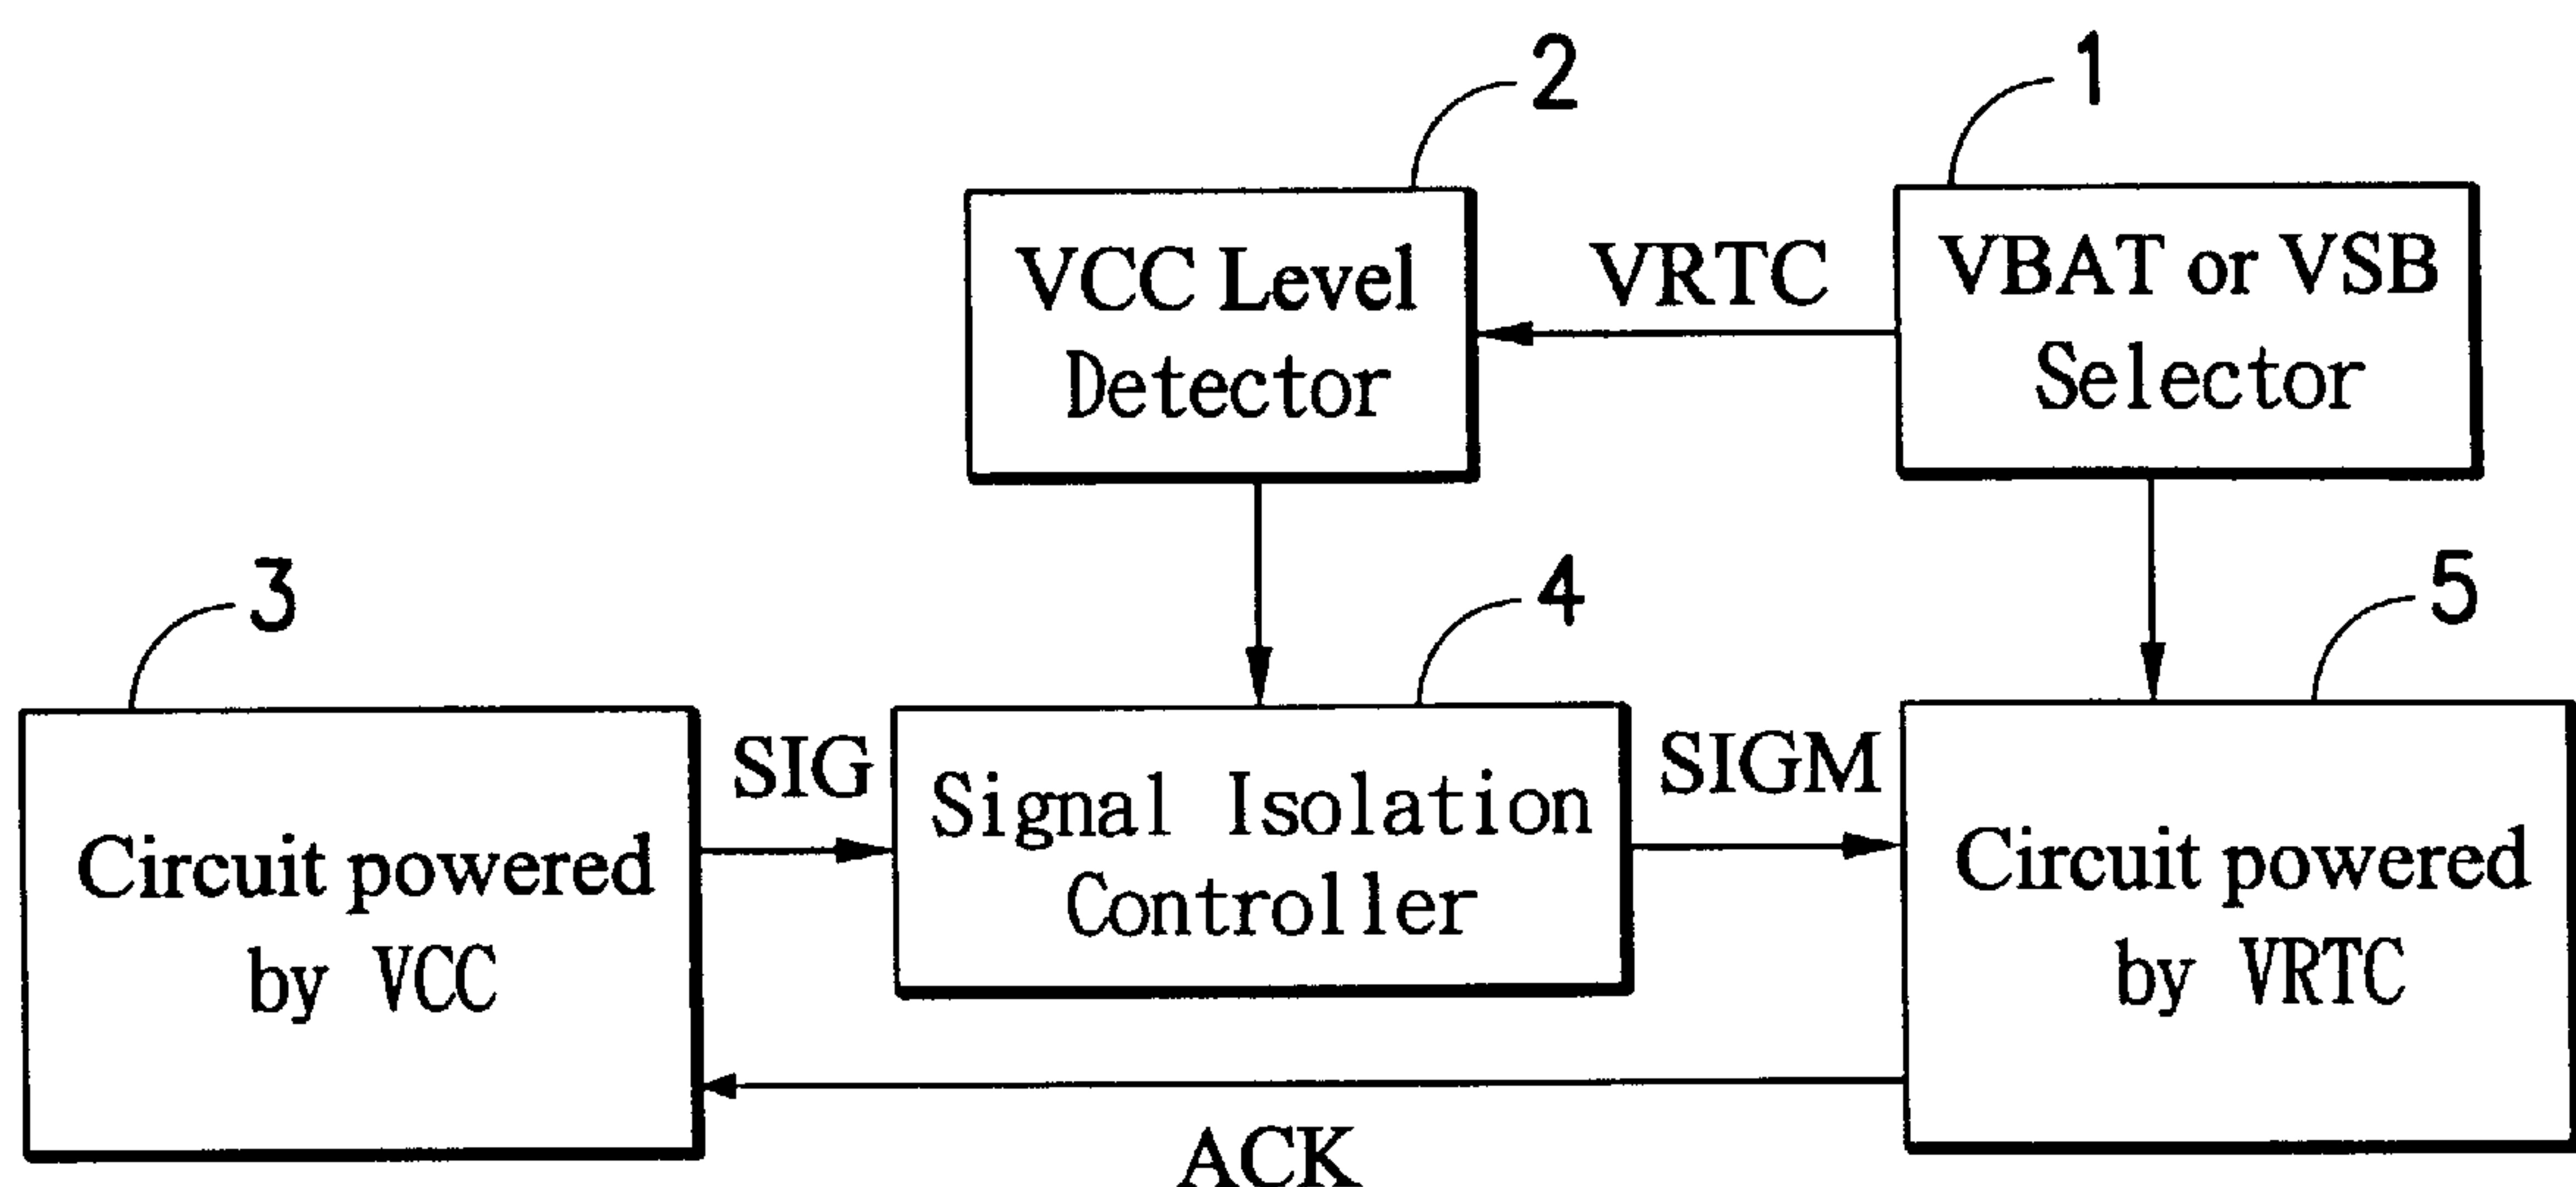 2
1
VCC Level
Detector
VRTC
VBAT or VSB
Selector
3
4
5
Circuit powered
by VCC
SIG
Signal Isolation
Controller
SIGM
Circuit powered
by VRTC
ACK